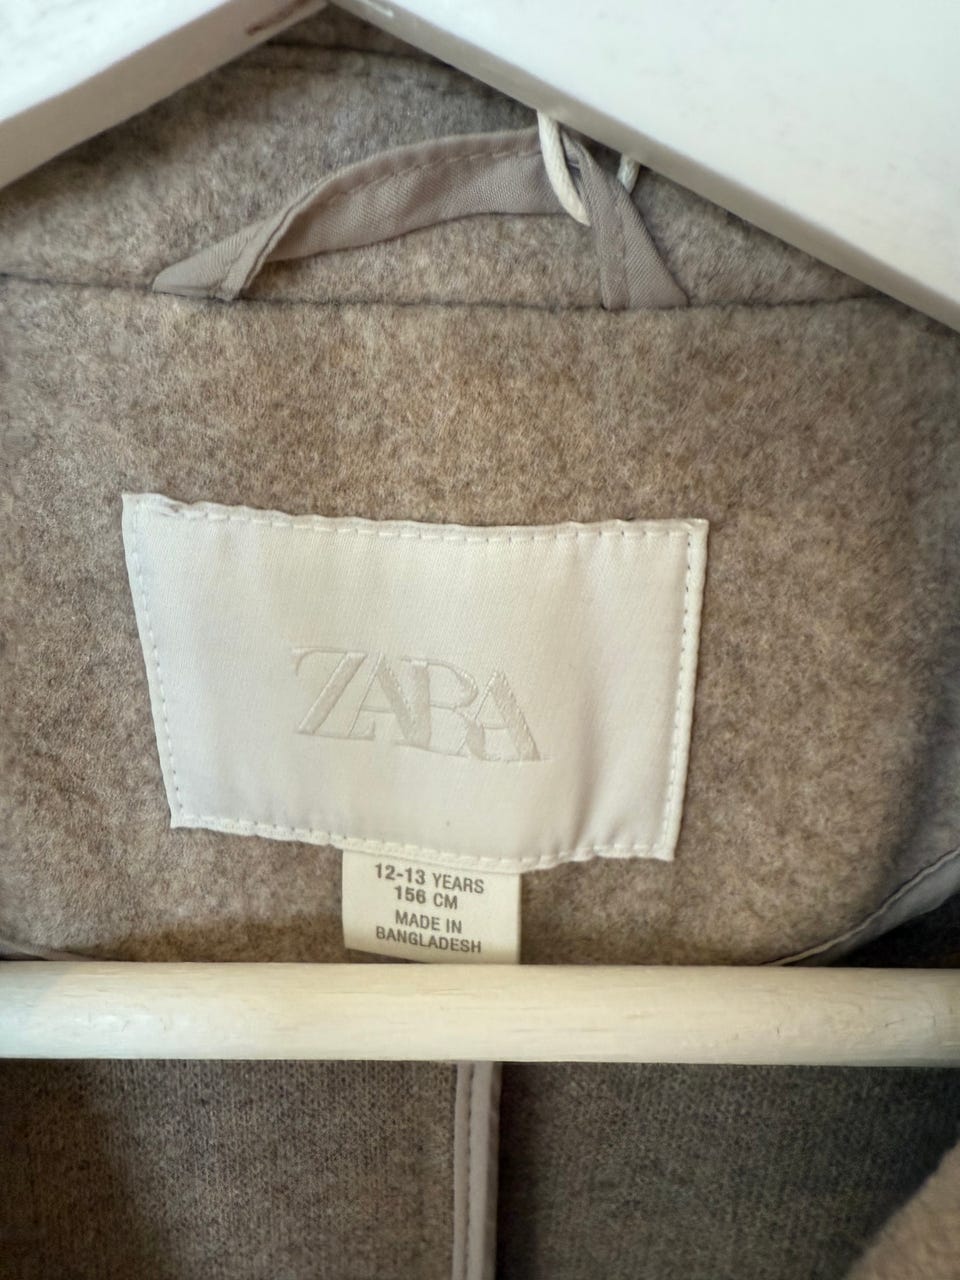 ZARA
12-13 YEARS
156 CM
MADE IN
BANGLADESH